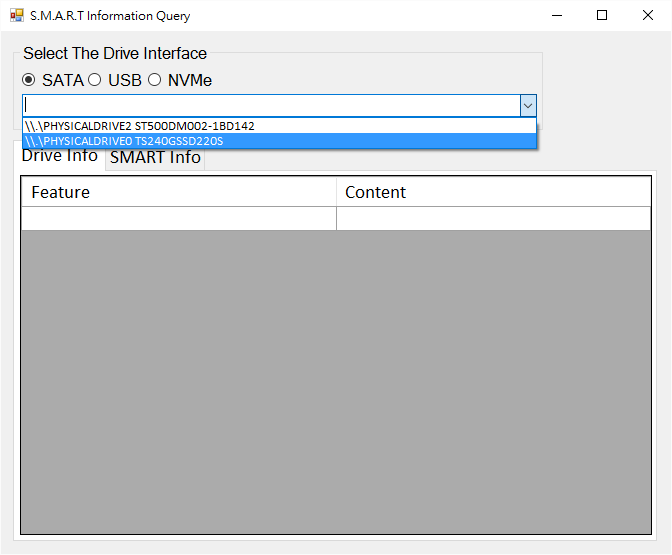 S.M.A.R.T Information Query
Select The Drive Interface
SATA USB NVMe
\\.\PHYSICALDRIVE2 ST500DM002-1BD142
\\.\PHYSICALDRIVE0 TS240GSSD220S
Drive Info SMART Info
Feature Content